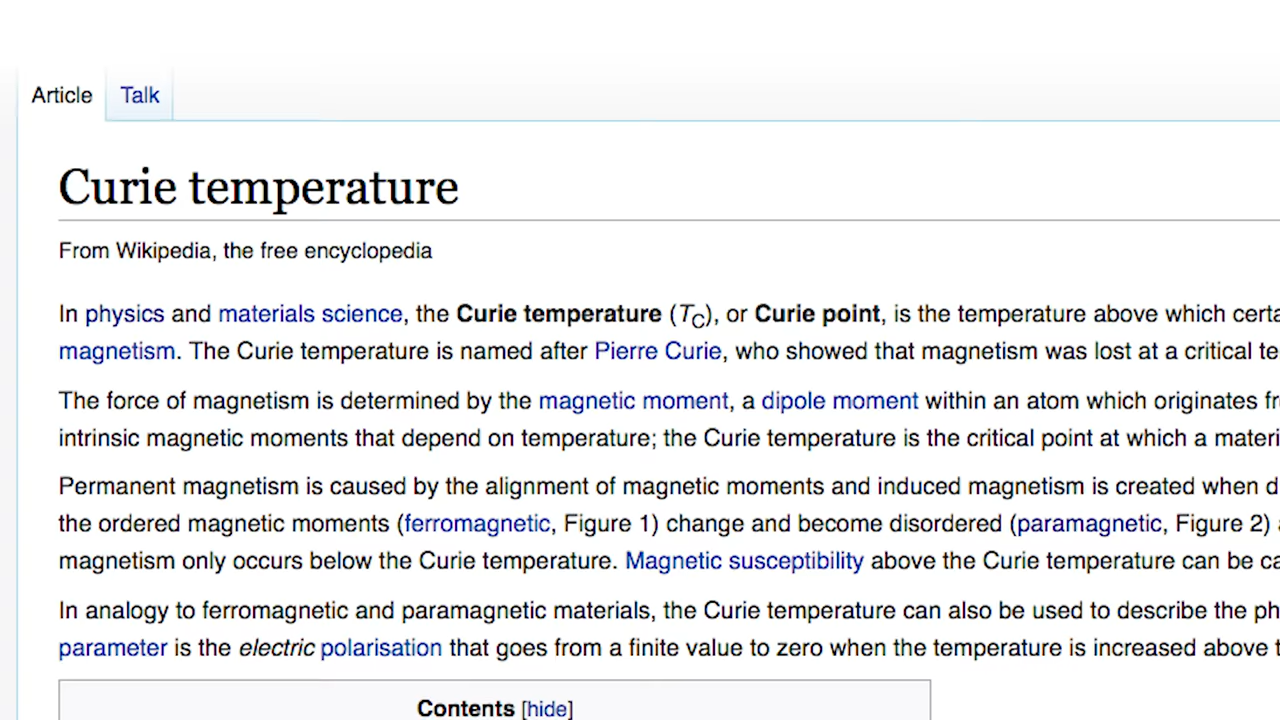 Article Talk
Curie temperature
From Wikipedia, the free encyclopedia
In physics and materials science, the Curie temperature (TC), or Curie point, is the temperature above which
magnetism. The Curie temperature is named after Pierre Curie, who showed that magnetism was lost at a critical
The force of magnetism is determined by the magnetic moment, a dipole moment within an atom which originates
intrinsic magnetic moments that depend on temperature; the Curie temperature is the critical point at which a
Permanent magnetism is caused by the alignment of magnetic moments and induced magnetism is created when
the ordered magnetic moments (ferromagnetic, Figure 1) change and become disordered (paramagnetic, Figure 2)
magnetism only occurs below the Curie temperature. Magnetic susceptibility above the Curie temperature can be
In analogy to ferromagnetic and paramagnetic materials, the Curie temperature can also be used to describe the
parameter is the electric polarisation that goes from a finite value to zero when the temperature is increased above
Contents [hide]